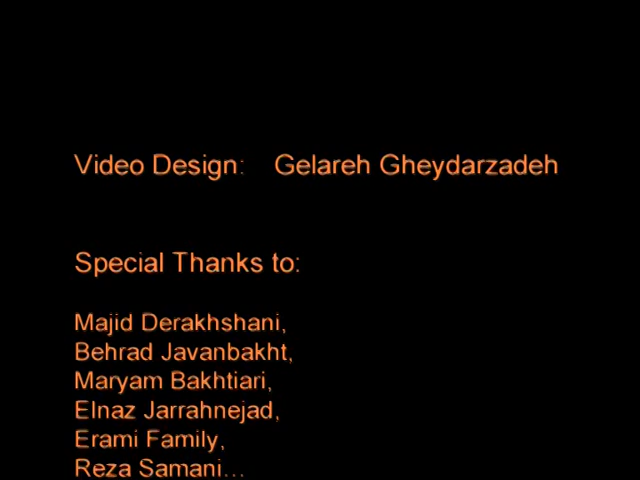 Video Design: Gelareh Gheydarzadeh
Special Thanks to:
Majid Derakhshani,
Behrad Javanbakht,
Maryam Bakhtiari,
Elnaz Jarrahnejad,
Erami Family,
Reza Samani...